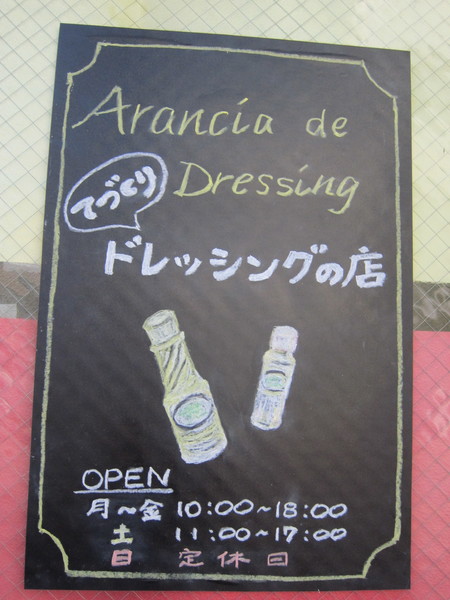 Arancia de
Dressing
てづくり
ドレッシングの店
OPEN
月～金 10:00～18:00
土 11:00～17:00
日 定休日